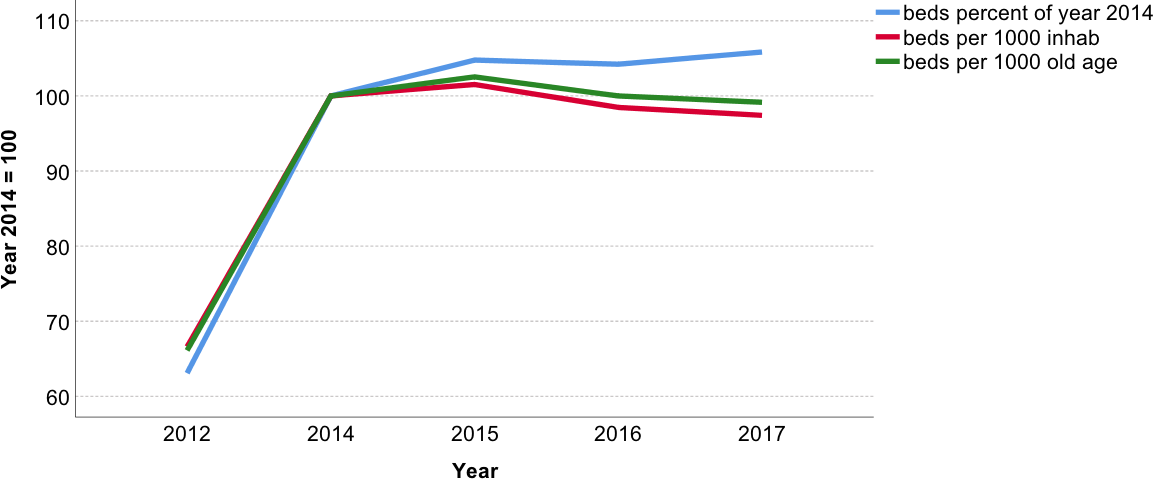 beds percent of year 2014
beds per 1000 inhab
beds per 1000 old age
Year 2014 = 100
110
100
90
80
70
60
2012 2014 2015 2016 2017
Year